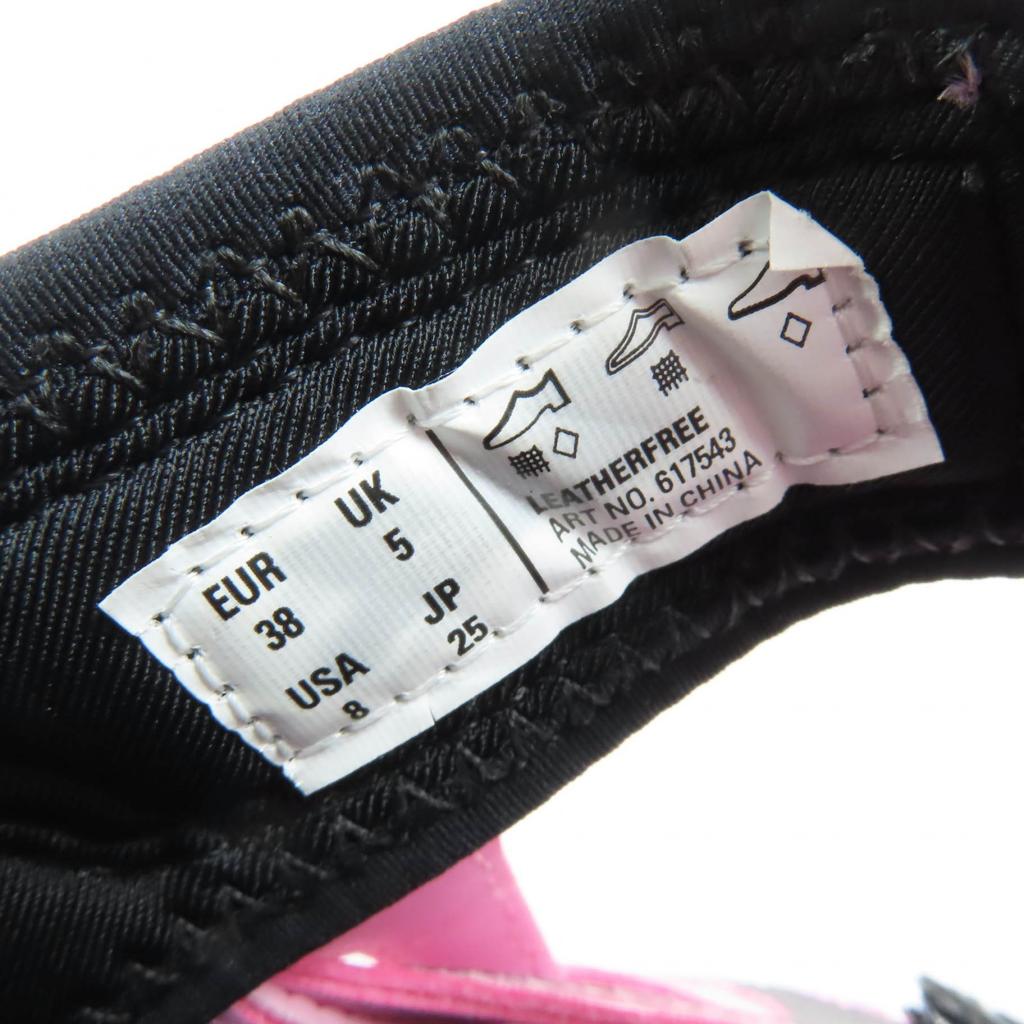 EUR UK
38 5
USA JP
8 25
LEATHERFREE
ART NO. 617543
MADE IN CHINA